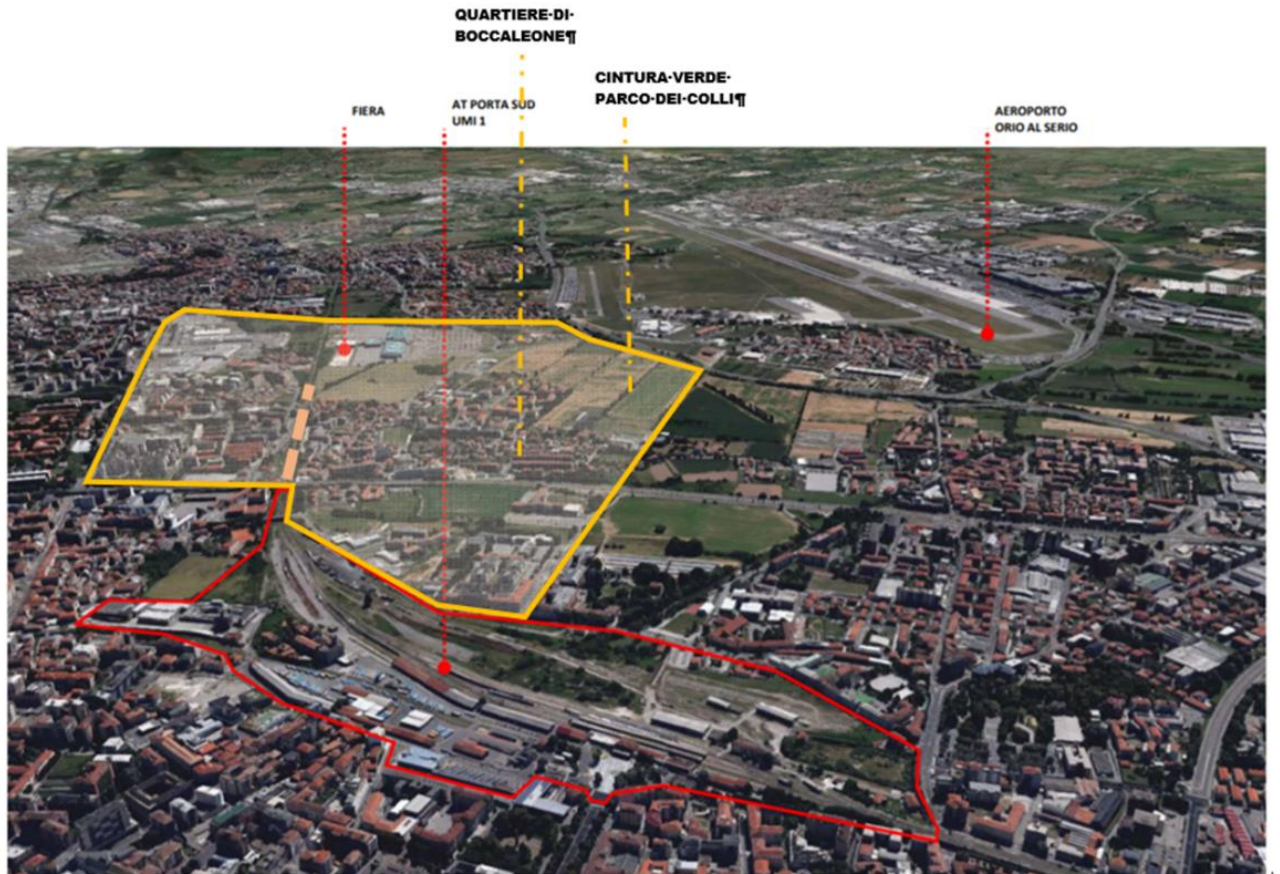 QUARTIERE·DI·
BOCCALEONE¶
CINTURA·VERDE·
PARCO·DEI·COLLI¶
FIERA
AT PORTA SUD
UMI 1
AEROPORTO
ORIO AL SERIO